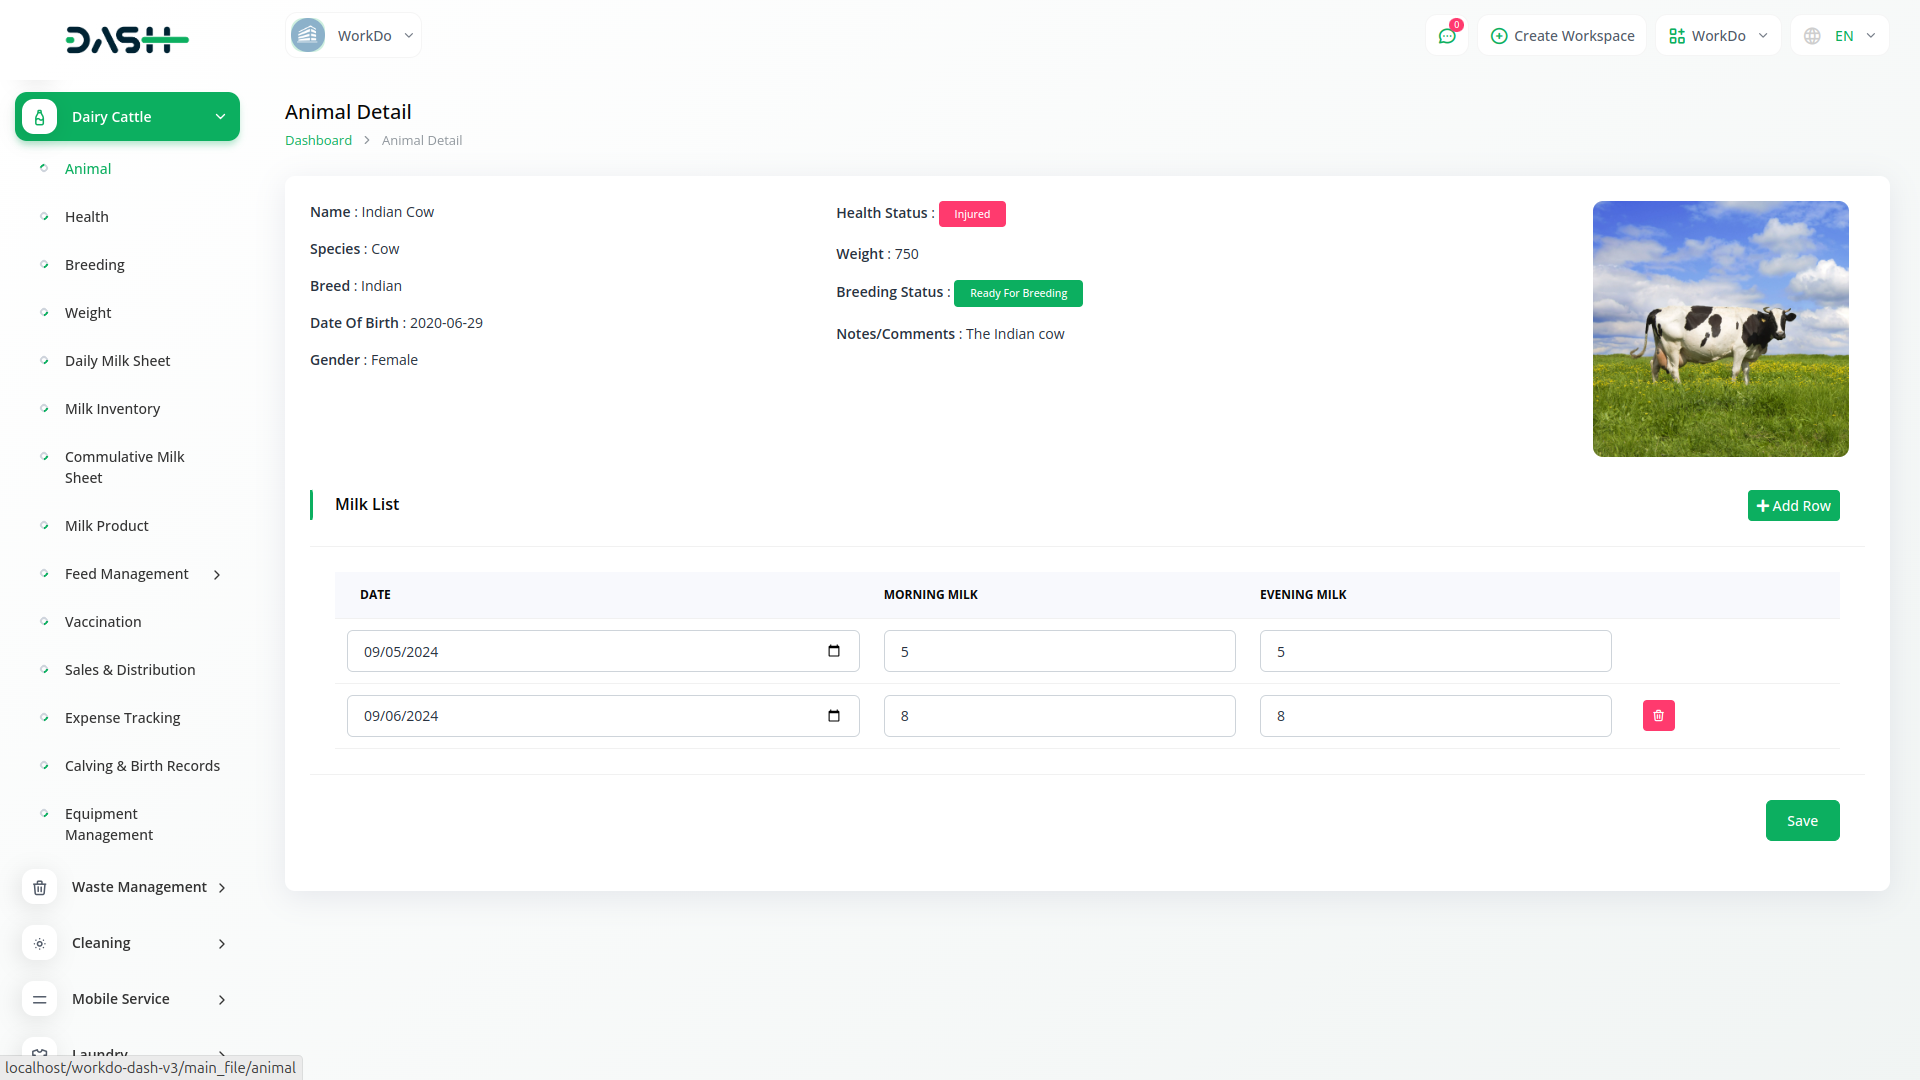 DASH
WorkDo
0
Create Workspace
WorkDo
EN
Dairy Cattle
Animal
Health
Breeding
Weight
Daily Milk Sheet
Milk Inventory
Commulative Milk
Sheet
Milk Product
Feed Management
Vaccination
Sales & Distribution
Expense Tracking
Calving & Birth Records
Equipment
Management
Waste Management
Cleaning
Mobile Service
Laundry
localhost/workdo-dash-v3/main_file/animal
Animal Detail
Dashboard > Animal Detail
Name : Indian Cow
Species : Cow
Breed : Indian
Date Of Birth : 2020-06-29
Gender : Female
Health Status : Injured
Weight : 750
Breeding Status : Ready For Breeding
Notes/Comments : The Indian cow
Milk List
Add Row
DATE MORNING MILK EVENING MILK
09/05/2024 5 5
09/06/2024 8 8
Save